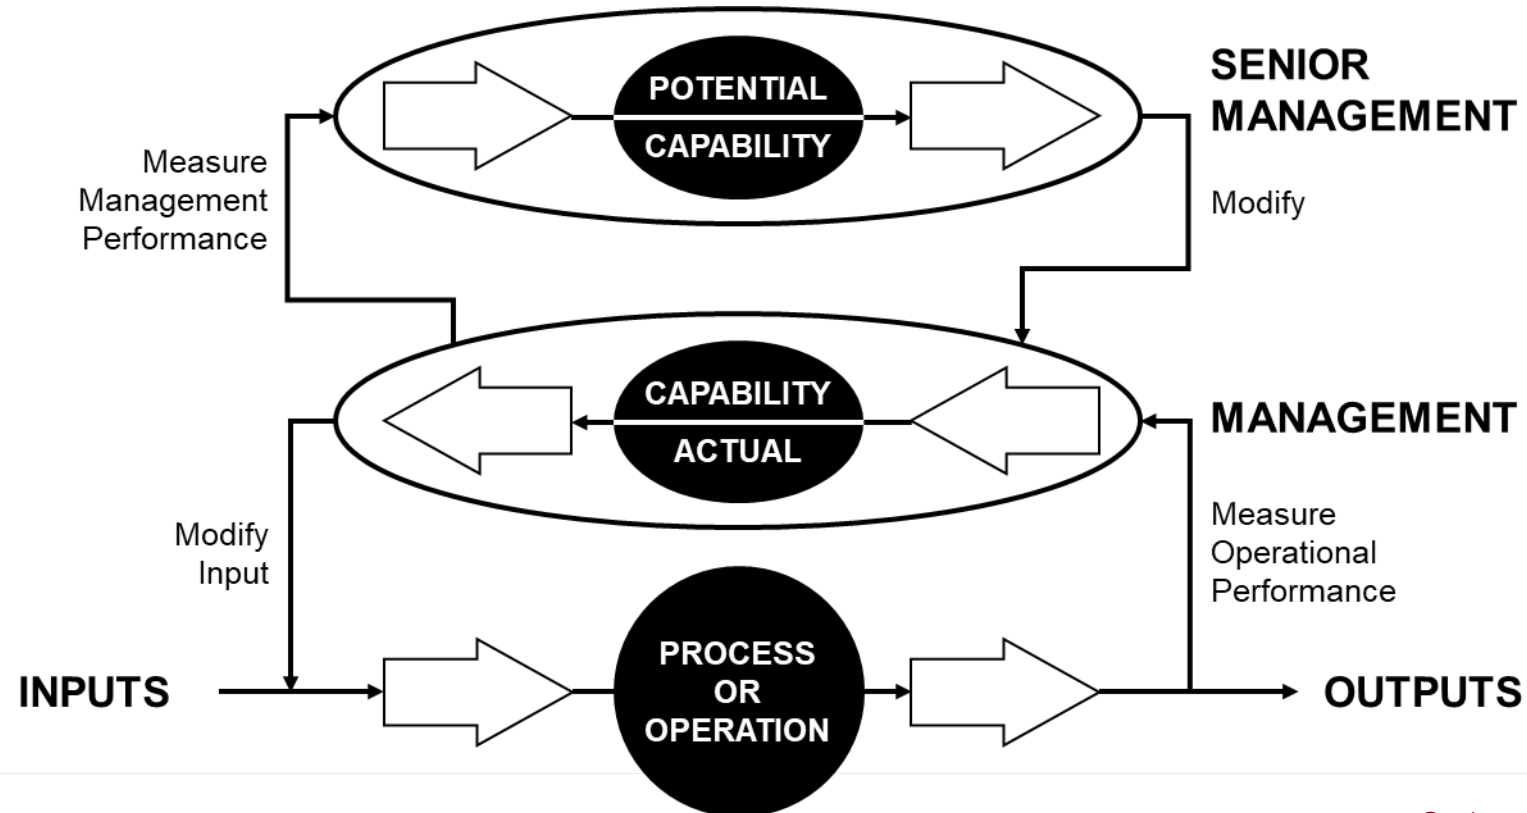 SENIOR
MANAGEMENT
POTENTIAL
CAPABILITY
Measure
Management
Performance
Modify
CAPABILITY
ACTUAL
MANAGEMENT
Modify
Input
Measure
Operational
Performance
INPUTS
PROCESS
OR
OPERATION
OUTPUTS